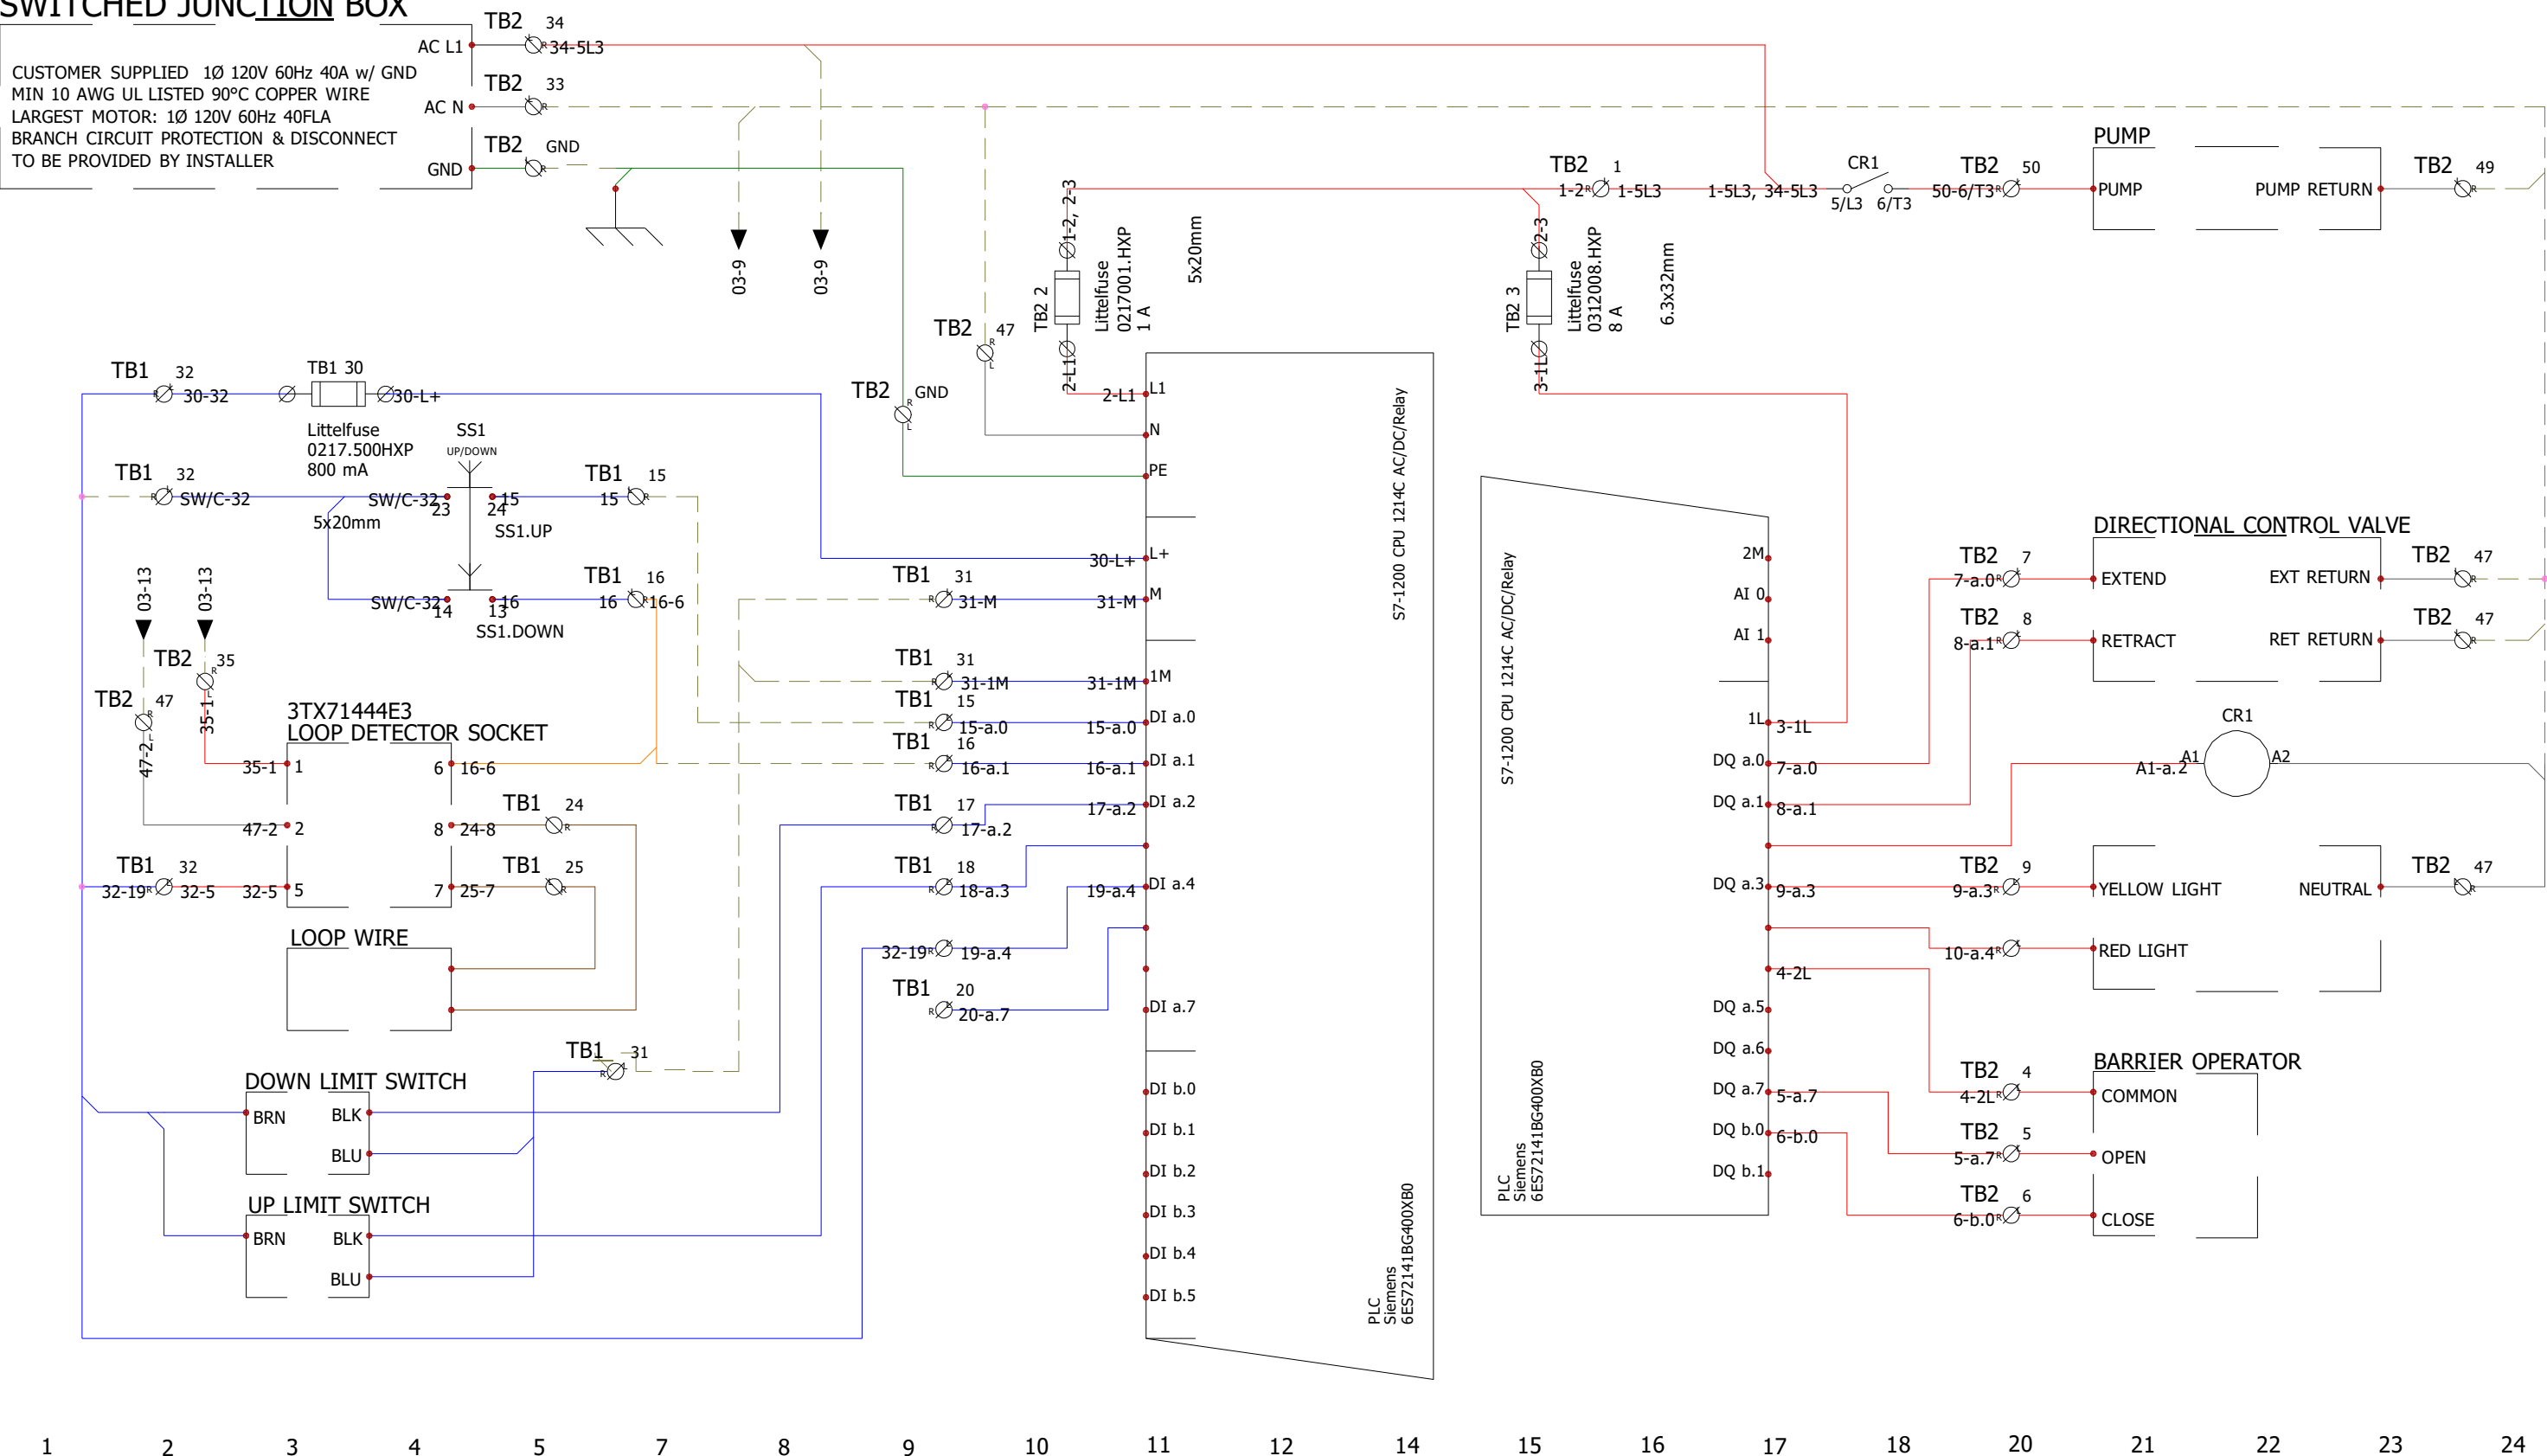 SWITCHED JUNCTION BOX
AC L1
TB2 34
34-5L3
CUSTOMER SUPPLIED 1Ø 120V 60Hz 40A w/ GND
MIN 10 AWG UL LISTED 90°C COPPER WIRE
LARGEST MOTOR: 1Ø 120V 60Hz 40FLA
BRANCH CIRCUIT PROTECTION & DISCONNECT
TO BE PROVIDED BY INSTALLER
AC N
TB2 33
GND
TB2 GND
03-9
03-9
TB2 47
TB2 GND
1-2, 2-3
TB2 2
Littelfuse
0217001.HXP
1 A
5x20mm
2-L1
2-3
TB2 3
Littelfuse
0312008.HXP
8 A
6.3x32mm
3-1L
TB2 1
1-2
1-5L3
1-5L3, 34-5L3
CR1
5/L3 6/T3
TB2 50
50-6/T3
PUMP
PUMP
PUMP RETURN
TB2 49
TB1 32
30-32
TB1 30
30-L+
Littelfuse
0217.500HXP
800 mA
5x20mm
SS1
UP/DOWN
TB1 32
SW/C-32
SW/C-32
23
24
15
SS1.UP
TB1 15
15
SW/C-32
14
13
16
SS1.DOWN
TB1 16
16
16-6
03-13
03-13
TB2 35
35-1
TB2 47
47-2
3TX71444E3
LOOP DETECTOR SOCKET
35-1 1
6 16-6
47-2 2
8 24-8
TB1 24
TB1 32
32-19
32-5
32-5 5
7 25-7
TB1 25
LOOP WIRE
TB1 31
DOWN LIMIT SWITCH
BRN
BLK
BLU
UP LIMIT SWITCH
BRN
BLK
BLU
TB1 31
31-M
TB1 31
31-1M
TB1 15
15-a.0
TB1 16
16-a.1
TB1 17
17-a.2
TB1 18
18-a.3
32-19
19-a.4
TB1 20
20-a.7
2-L1 L1
N
PE
30-L+ L+
31-M M
31-1M 1M
15-a.0 DI a.0
16-a.1 DI a.1
17-a.2 DI a.2
19-a.4 DI a.4
DI a.7
DI b.0
DI b.1
DI b.2
DI b.3
DI b.4
DI b.5
S7-1200 CPU 1214C AC/DC/Relay
PLC
Siemens
6ES72141BG400XB0
S7-1200 CPU 1214C AC/DC/Relay
PLC
Siemens
6ES72141BG400XB0
2M
AI 0
AI 1
1L 3-1L
DQ a.0 7-a.0
DQ a.1 8-a.1
DQ a.3 9-a.3
4-2L
DQ a.5
DQ a.6
DQ a.7 5-a.7
DQ b.0 6-b.0
DQ b.1
DIRECTIONAL CONTROL VALVE
TB2 7
7-a.0
EXTEND
EXT RETURN
TB2 47
TB2 8
8-a.1
RETRACT
RET RETURN
TB2 47
CR1
A1-a.2
A1
A2
TB2 9
9-a.3
YELLOW LIGHT
NEUTRAL
TB2 47
10-a.4
RED LIGHT
BARRIER OPERATOR
TB2 4
4-2L
COMMON
TB2 5
5-a.7
OPEN
TB2 6
6-b.0
CLOSE
1 2 3 4 5 6 7 8 9 10 11 12 14 15 16 17 18 20 21 22 23 24